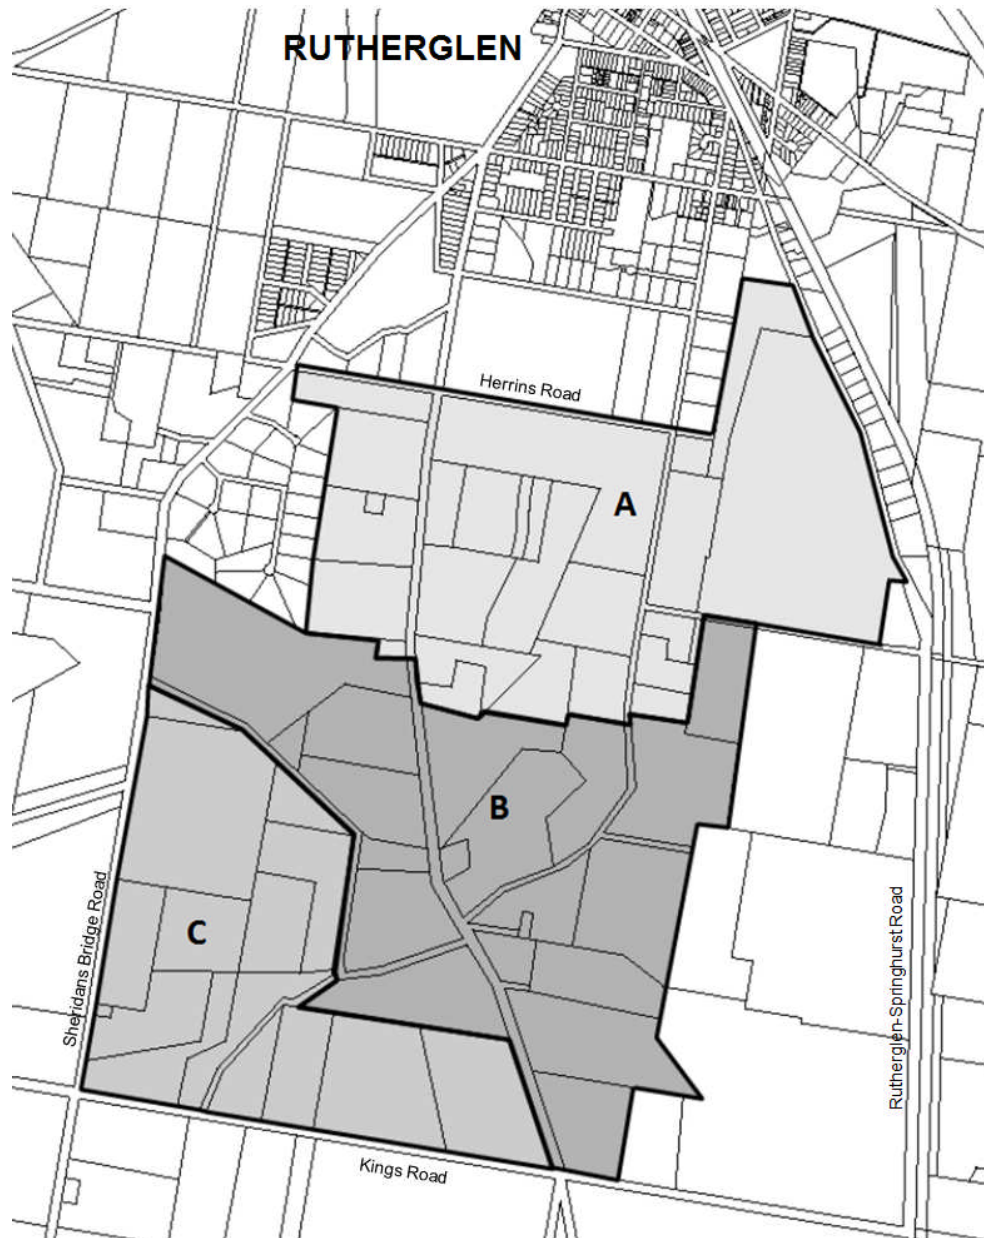 RUTHERGLEN
Herrins Road
A
B
C
Sheridans Bridge Road
Rutherglen-Springhurst Road
Kings Road